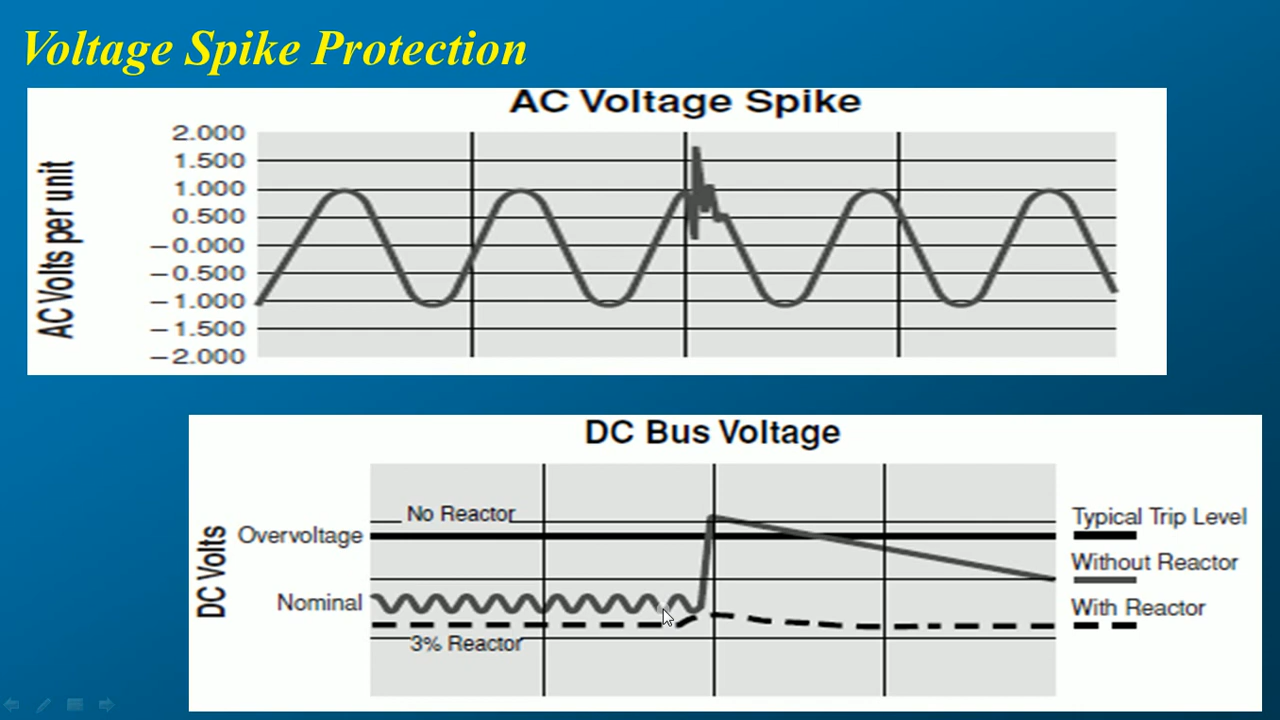 Voltage Spike Protection
AC Voltage Spike
AC Volts per unit
2.000
1.500
1.000
0.500
−0.000
−0.500
−1.000
−1.500
−2.000
DC Bus Voltage
DC Volts
No Reactor
Overvoltage
Nominal
3% Reactor
Typical Trip Level
Without Reactor
With Reactor